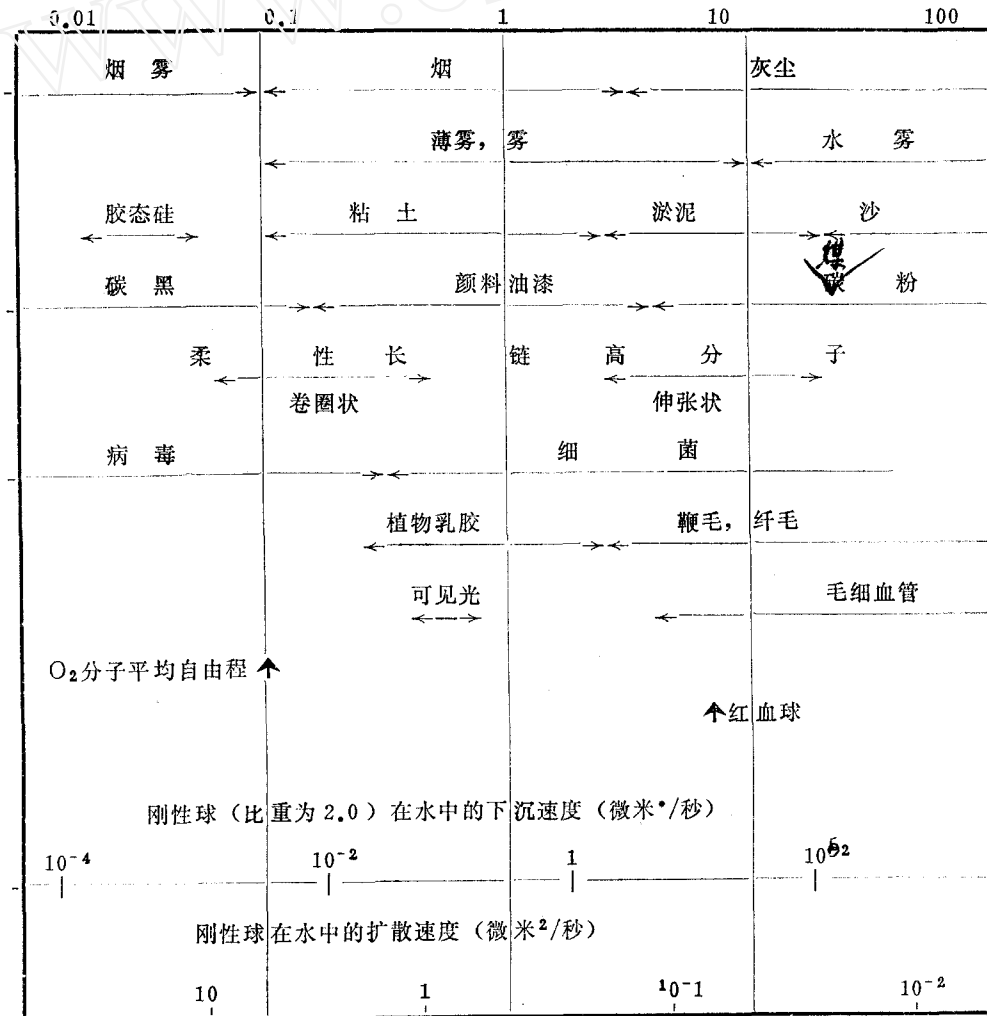 0.01 0.1 1 10 100
烟 雾 烟 灰尘
薄雾，雾 水 雾
胶态硅 粘 土 淤泥 沙
煤
碳 黑 颜料油漆 碳 粉
柔 性 长 链 高 分 子
卷圈状 伸张状
病 毒 细 菌
植物乳胶 鞭毛，纤毛
可见光 毛细血管
O₂分子平均自由程
红血球
刚性球（比重为2.0）在水中的下沉速度（微米•/秒）
10⁻⁴ 10⁻² 1
刚性球在水中的扩散速度（微米²/秒）
10 1 10⁻¹ 10⁻²